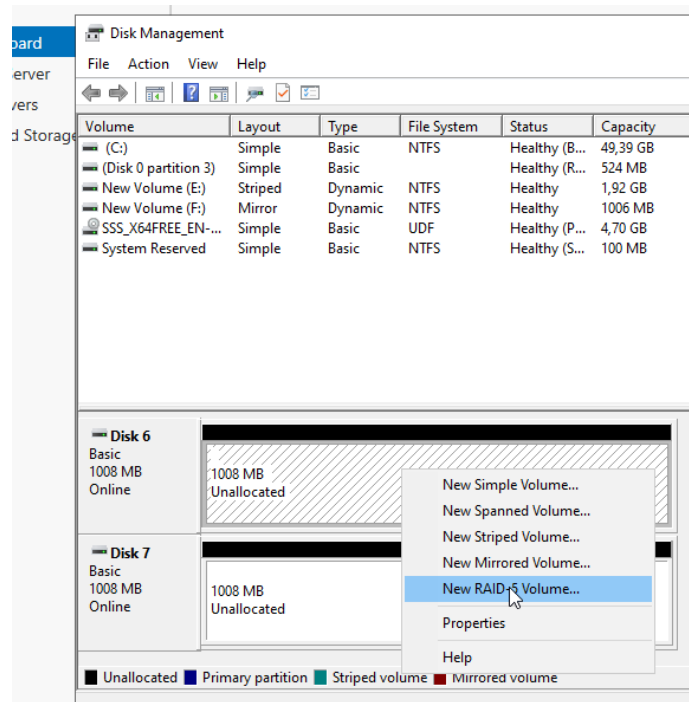 Disk Management
File Action View Help
board
erver
vers
d Storage
Volume Layout Type File System Status Capacity
(C:) Simple Basic NTFS Healthy (B... 49,39 GB
(Disk 0 partition 3) Simple Basic Healthy (R... 524 MB
New Volume (E:) Striped Dynamic NTFS Healthy 1,92 GB
New Volume (F:) Mirror Dynamic NTFS Healthy 1006 MB
SSS_X64FREE_EN-... Simple Basic UDF Healthy (P... 4,70 GB
System Reserved Simple Basic NTFS Healthy (S... 100 MB
Disk 6
Basic
1008 MB
Online
1008 MB
Unallocated
New Simple Volume...
New Spanned Volume...
New Striped Volume...
New Mirrored Volume...
New RAID-5 Volume...
Properties
Help
Disk 7
Basic
1008 MB
Online
1008 MB
Unallocated
Unallocated Primary partition Striped volume Mirrored volume